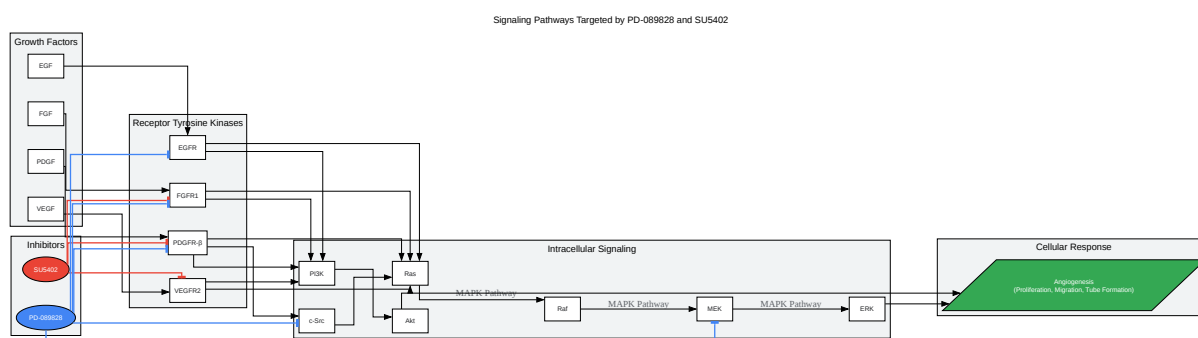 Signaling Pathways Targeted by PD-089828 and SU5402
Growth Factors
EGF
FGF
PDGF
VEGF
Inhibitors
SU5402
PD-089828
Receptor Tyrosine Kinases
EGFR
FGFR1
PDGFR-β
VEGFR2
Intracellular Signaling
PI3K
Ras
c-Src
Akt
MAPK Pathway
Raf
MAPK Pathway
MEK
MAPK Pathway
ERK
Cellular Response
Angiogenesis
(Proliferation, Migration, Tube Formation)